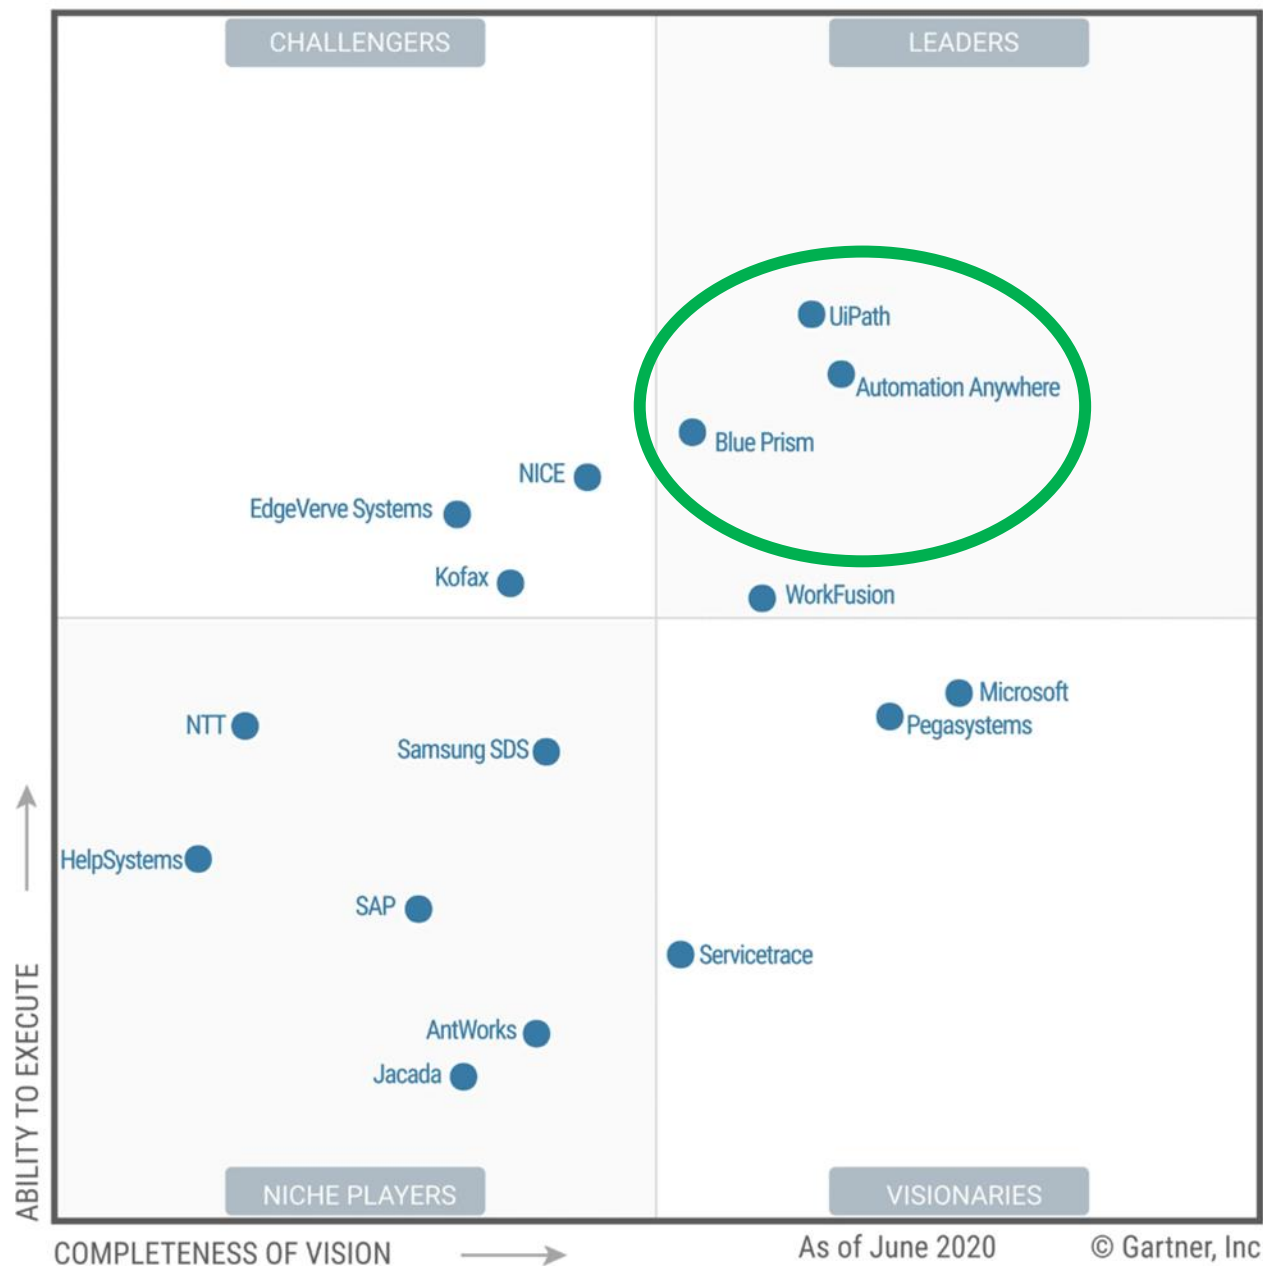 CHALLENGERS
LEADERS
UiPath
Automation Anywhere
Blue Prism
NICE
EdgeVerve Systems
Kofax
WorkFusion
Microsoft
Pegasystems
NTT
Samsung SDS
HelpSystems
SAP
Servicetrace
AntWorks
Jacada
NICHE PLAYERS
VISIONARIES
ABILITY TO EXECUTE
COMPLETENESS OF VISION
As of June 2020
© Gartner, Inc